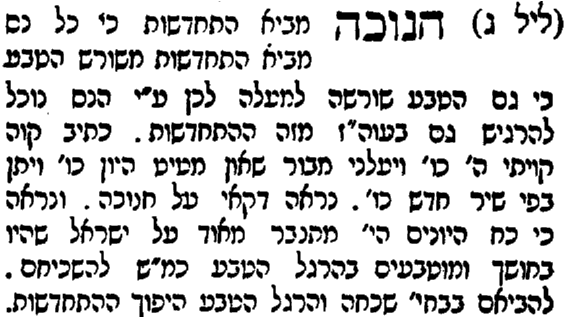 (ליל ג) חנוכה מביא התחדשות כי כל נס
מביא התחדשות משורש הטבע
כי גם הטבע שורשה למעלה לכן ע״י הנס נוכל
להרגיש גם בעוה״ז מזה ההתחדשות. כתיב קוה
קויתי ה׳ כו׳ ויעלני מבור שאון מטיט היון כו׳ ויתן
בפי שיר חדש כו׳. נראה דקאי על חנוכה. ונראה
כי כח היונים הי׳ מתגבר מאוד על ישראל שהיו
בחושך ומוטבעים בהרגל הטבע כמ״ש להשכיחם.
להביאם בבחי׳ שכחה והרגל הטבע היפוך ההתחדשות.